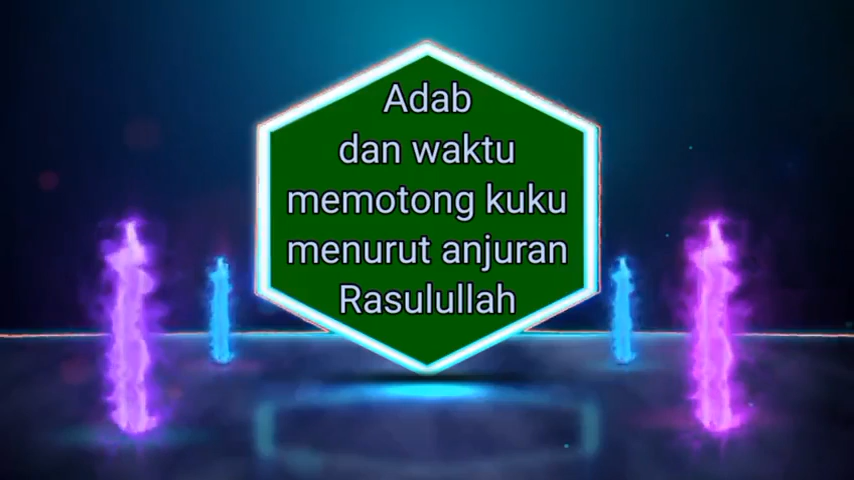 Adab
dan waktu
memotong kuku
menurut anjuran
Rasulullah